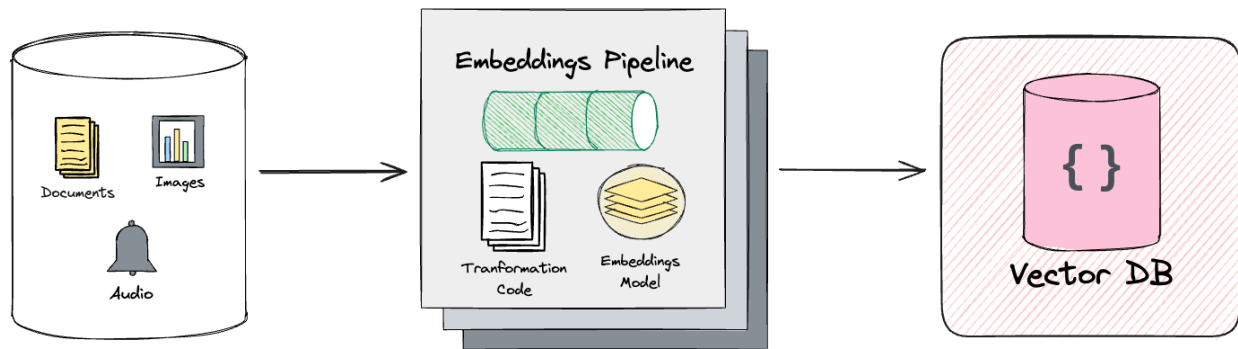 Documents
Images
Audio
Embeddings Pipeline
Tranformation
Code
Embeddings
Model
{ }
Vector DB